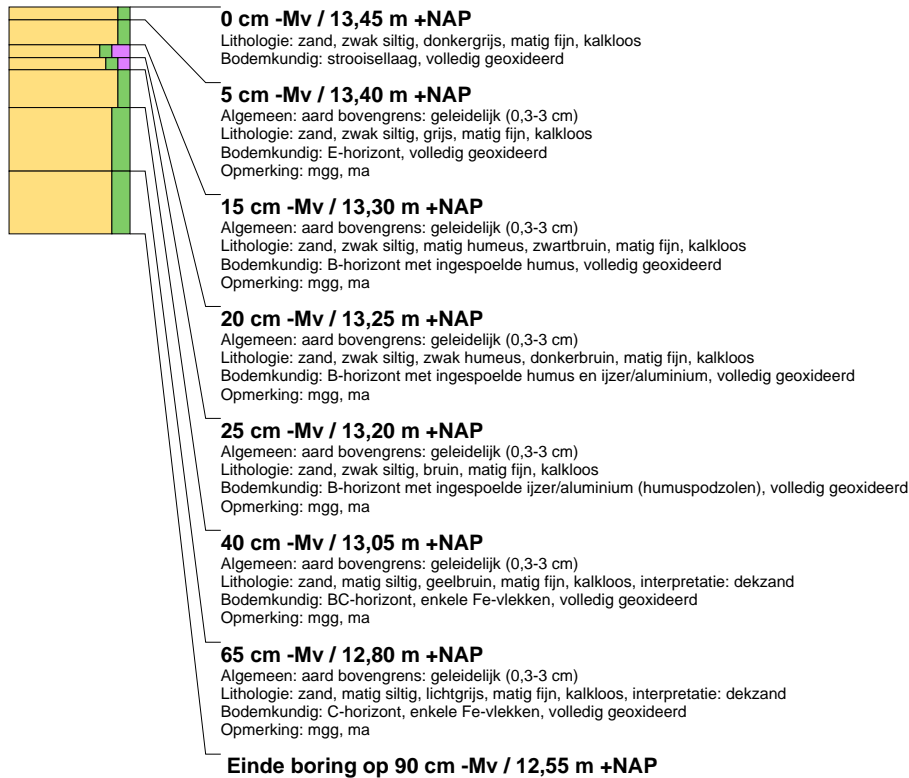 0 cm -Mv / 13,45 m +NAP
Lithologie: zand, zwak siltig, donkergrijs, matig fijn, kalkloos
Bodemkundig: strooisellaag, volledig geoxideerd
5 cm -Mv / 13,40 m +NAP
Algemeen: aard bovengrens: geleidelijk (0,3-3 cm)
Lithologie: zand, zwak siltig, grijs, matig fijn, kalkloos
Bodemkundig: E-horizont, volledig geoxideerd
Opmerking: mgg, ma
15 cm -Mv / 13,30 m +NAP
Algemeen: aard bovengrens: geleidelijk (0,3-3 cm)
Lithologie: zand, zwak siltig, matig humeus, zwartbruin, matig fijn, kalkloos
Bodemkundig: B-horizont met ingespoelde humus, volledig geoxideerd
Opmerking: mgg, ma
20 cm -Mv / 13,25 m +NAP
Algemeen: aard bovengrens: geleidelijk (0,3-3 cm)
Lithologie: zand, zwak siltig, zwak humeus, donkerbruin, matig fijn, kalkloos
Bodemkundig: B-horizont met ingespoelde humus en ijzer/aluminium, volledig geoxideerd
Opmerking: mgg, ma
25 cm -Mv / 13,20 m +NAP
Algemeen: aard bovengrens: geleidelijk (0,3-3 cm)
Lithologie: zand, zwak siltig, bruin, matig fijn, kalkloos
Bodemkundig: B-horizont met ingespoelde ijzer/aluminium (humuspodzolen), volledig geoxideerd
Opmerking: mgg, ma
40 cm -Mv / 13,05 m +NAP
Algemeen: aard bovengrens: geleidelijk (0,3-3 cm)
Lithologie: zand, matig siltig, geelbruin, matig fijn, kalkloos, interpretatie: dekzand
Bodemkundig: BC-horizont, enkele Fe-vlekken, volledig geoxideerd
Opmerking: mgg, ma
65 cm -Mv / 12,80 m +NAP
Algemeen: aard bovengrens: geleidelijk (0,3-3 cm)
Lithologie: zand, matig siltig, lichtgrijs, matig fijn, kalkloos, interpretatie: dekzand
Bodemkundig: C-horizont, enkele Fe-vlekken, volledig geoxideerd
Opmerking: mgg, ma
Einde boring op 90 cm -Mv / 12,55 m +NAP